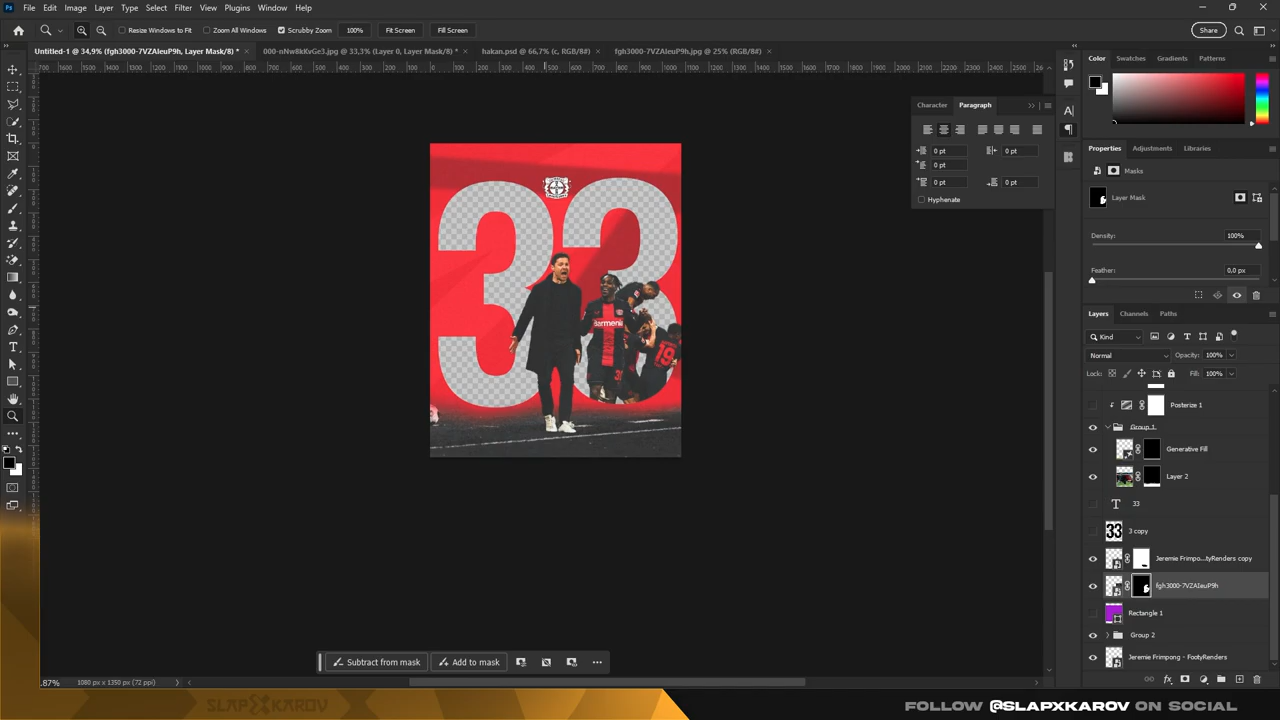 File Edit Image Layer Type Select Filter View Plugins Window Help
Resize Windows to Fit Zoom All Windows Scrubby Zoom 100% Fit Screen Fill Screen Share
Untitled-1 @ 34,9% (fgh3000-7VZAIeuP9h, Layer Mask/8) * × 000-nNw8kKvGe3.jpg @ 33,3% (Layer 0, Layer Mask/8) * × hakan.psd @ 66,7% (c, RGB/8#) × fgh3000-7VZAIeuP9h.jpg @ 25% (RGB/8#) ×
Color Swatches Gradients Patterns
Character Paragraph
0 pt 0 pt
0 pt
0 pt 0 pt
Hyphenate
Properties Adjustments Libraries
Masks
Layer Mask
Density: 100%
Feather: 0,0 px
Layers Channels Paths
Kind
Normal Opacity: 100%
Lock: Fill: 100%
Posterize 1
Group 1
Generative Fill
Layer 2
T 33
33 3 copy
Jeremie Frimpo...tyRenders copy
fgh3000-7VZAIeuP9h
Rectangle 1
Group 2
Jeremie Frimpong - FootyRenders
33
Barmenia
19
Subtract from mask Add to mask
.87% 1080 px x 1350 px (72 ppi)
SLAPXKAROV
FOLLOW @SLAPXKAROV ON SOCIAL